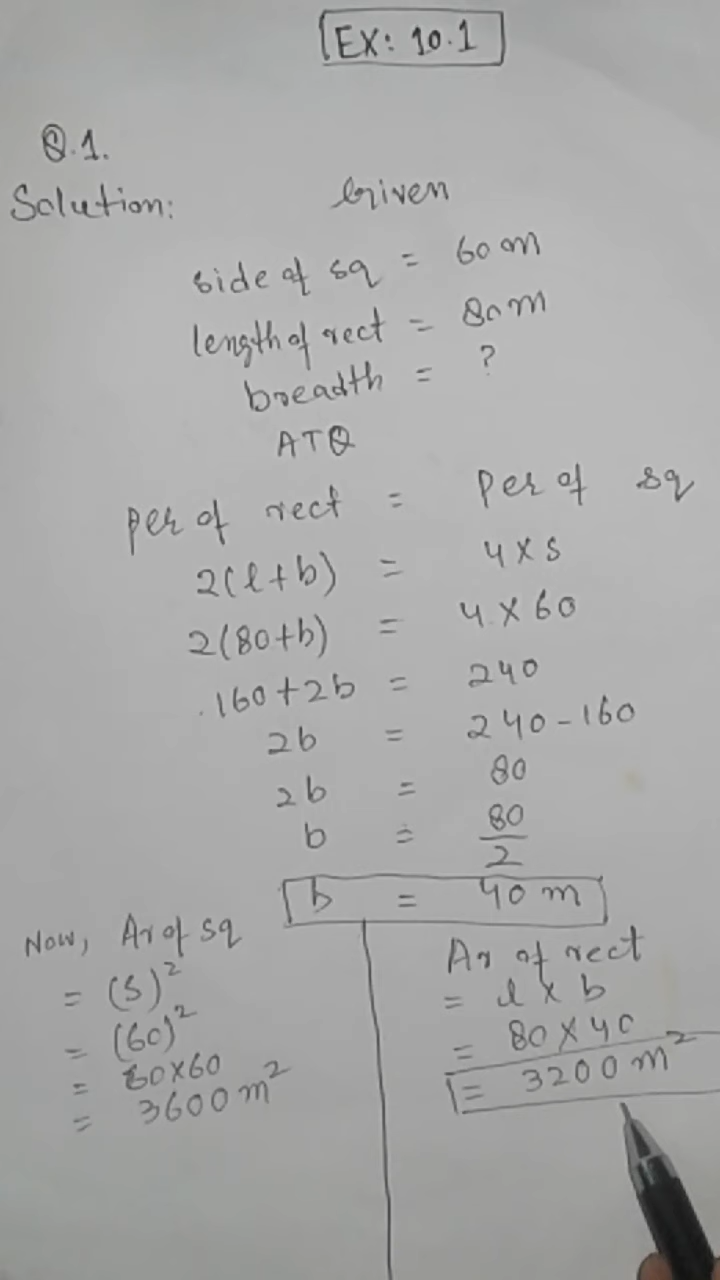 EX: 10.1
Q.1.
Solution: Given
side of sq = 60 m
length of rect = 80 m
breadth = ?
ATQ
Per of rect = Per of sq
2(l+b) = 4×s
2(80+b) = 4×60
160+2b = 240
2b = 240-160
2b = 80
b = 80/2
b = 40 m
Now, Ar of sq
= (s)²
= (60)²
= 60×60
= 3600 m²
Ar of rect
= l × b
= 80×40
= 3200 m²